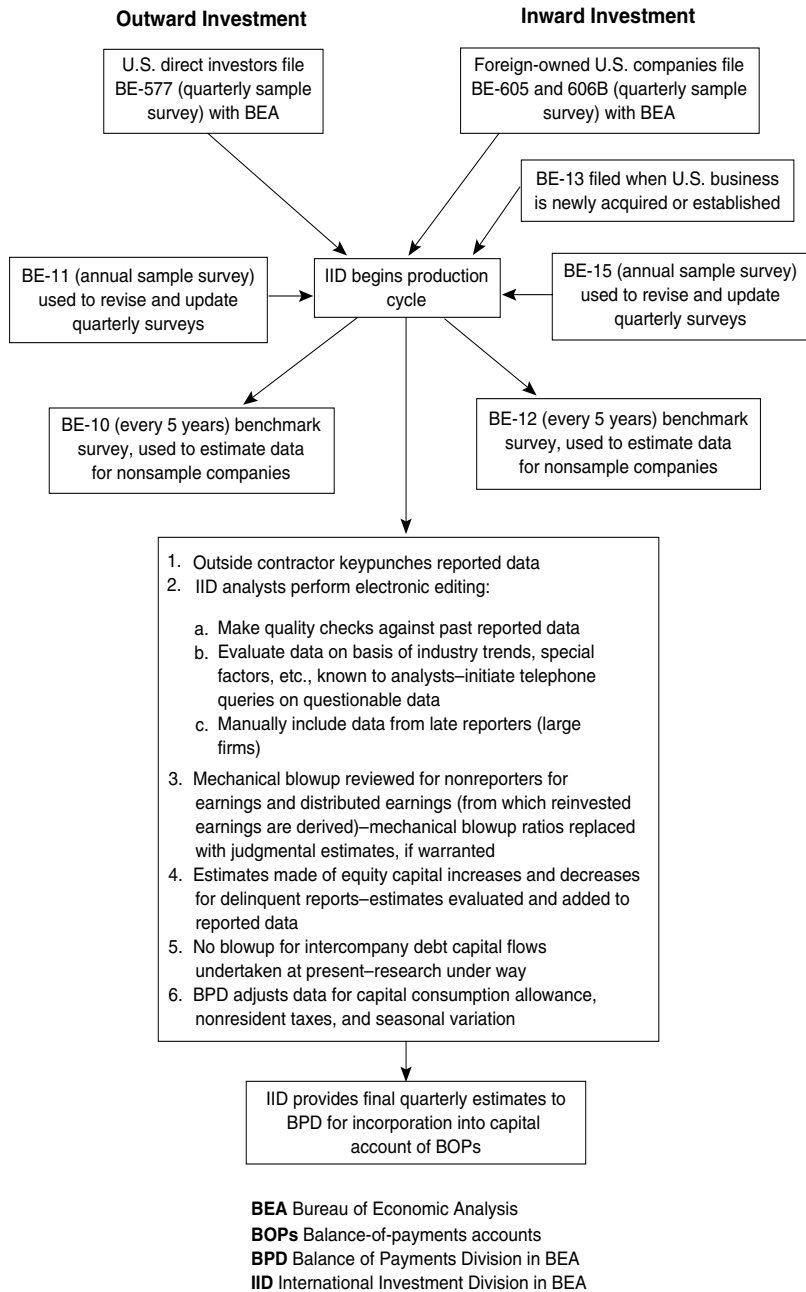 Outward Investment
Inward Investment
U.S. direct investors file
BE-577 (quarterly sample
survey) with BEA
Foreign-owned U.S. companies file
BE-605 and 606B (quarterly sample
survey) with BEA
BE-13 filed when U.S. business
is newly acquired or established
BE-11 (annual sample survey)
used to revise and update
quarterly surveys
IID begins production
cycle
BE-15 (annual sample survey)
used to revise and update
quarterly surveys
BE-10 (every 5 years) benchmark
survey, used to estimate data
for nonsample companies
BE-12 (every 5 years) benchmark
survey, used to estimate data
for nonsample companies
1. Outside contractor keypunches reported data
2. IID analysts perform electronic editing:
a. Make quality checks against past reported data
b. Evaluate data on basis of industry trends, special
factors, etc., known to analysts–initiate telephone
queries on questionable data
c. Manually include data from late reporters (large
firms)
3. Mechanical blowup reviewed for nonreporters for
earnings and distributed earnings (from which reinvested
earnings are derived)–mechanical blowup ratios replaced
with judgmental estimates, if warranted
4. Estimates made of equity capital increases and decreases
for delinquent reports–estimates evaluated and added to
reported data
5. No blowup for intercompany debt capital flows
undertaken at present–research under way
6. BPD adjusts data for capital consumption allowance,
nonresident taxes, and seasonal variation
IID provides final quarterly estimates to
BPD for incorporation into capital
account of BOPs
BEA Bureau of Economic Analysis
BOPs Balance-of-payments accounts
BPD Balance of Payments Division in BEA
IID International Investment Division in BEA